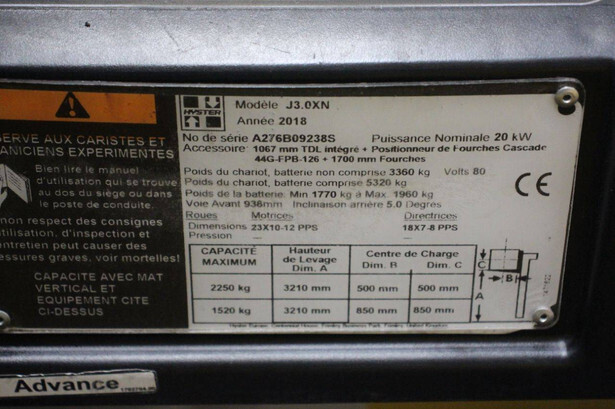 HYSTER
Modèle J3.0XN
Année 2018
No de série A276B09238S Puissance Nominale 20 kW
Accessoire: 1067 mm TDL intégré + Positionneur de Fourches Cascade
44G-FPB-126 + 1700 mm Fourches
Poids du chariot, batterie non comprise 3360 kg Volts 80
Poids du chariot, batterie comprise 5320 kg
Poids de la batterie. Min 1770 kg à Max. 1960 kg
Voie Avant 936mm Inclinaison arrière 5.0 Degres
Roues Motrices Directrices
Dimensions 23X10-12 PPS 18X7-8 PPS
Pression – –
CAPACITÉ MAXIMUM Hauteur de Levage Dim. A Centre de Charge Dim. B Dim. C
2250 kg 3210 mm 500 mm 500 mm
1520 kg 3210 mm 850 mm 850 mm
CE
C
B
A
ERVE AUX CARISTES ET
ANICIENS EXPERIMENTES
Bien lire le manuel
d'utilisation qui se trouve
au dos du siège ou dans
le poste de conduite.
non respect des consignes
utilisation, d'inspection et
entretien peut causer des
essures graves, voir mortelles!
CAPACITE AVEC MAT
VERTICAL ET
EQUIPEMENT CITE
CI-DESSUS
Advance